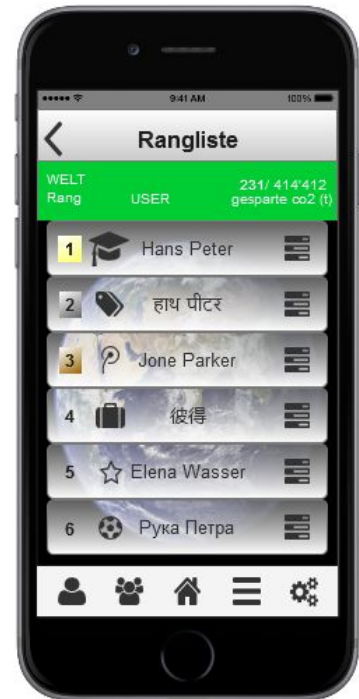 9:41 AM 100%
Rangliste
WELT 231/ 414'412
Rang USER gesparte co2 (t)
1 Hans Peter
2 हाथ पीटर
3 Jone Parker
4 彼得
5 Elena Wasser
6 Рука Петра